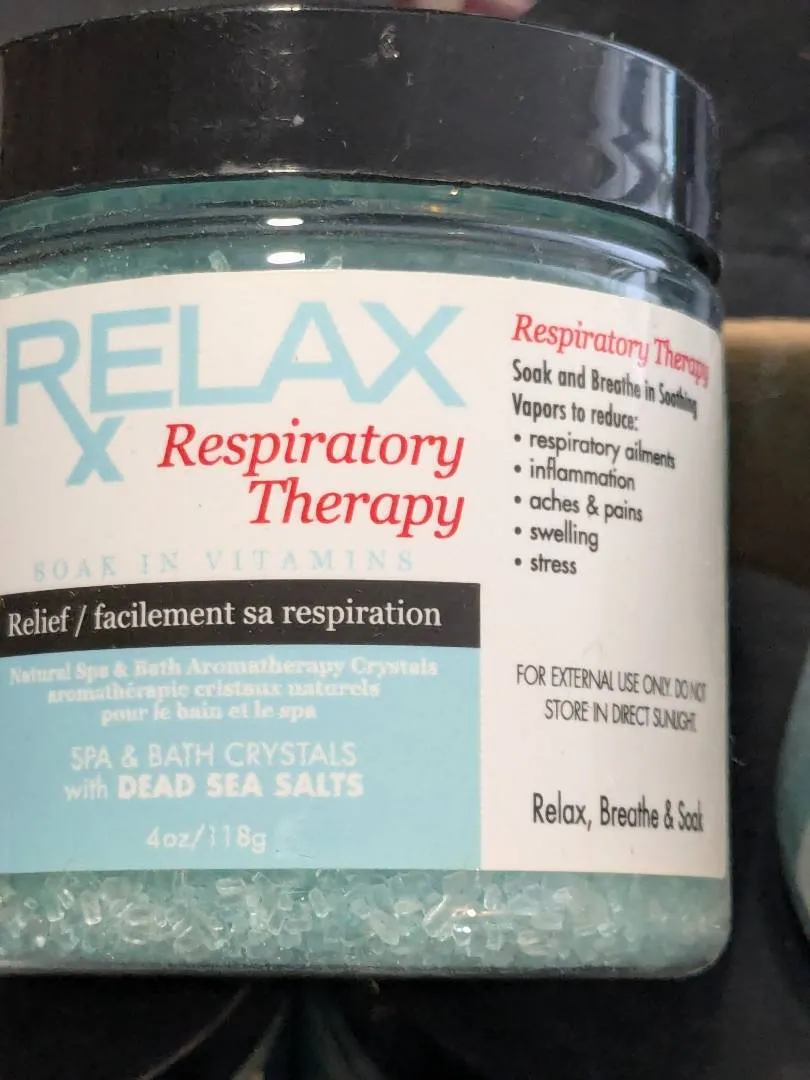 RELAX
x
Respiratory
Therapy
SOAK IN VITAMINS
Relief / facilement sa respiration
Natural Spa & Bath Aromatherapy Crystals
aromathérapie cristaux naturels
pour le bain et le spa
SPA & BATH CRYSTALS
with DEAD SEA SALTS
4oz/118g
Respiratory Therapy
Soak and Breathe in Soothing
Vapors to reduce:
• respiratory ailments
• inflammation
• aches & pains
• swelling
• stress
FOR EXTERNAL USE ONLY. DO NOT
STORE IN DIRECT SUNLIGHT.
Relax, Breathe & Soak